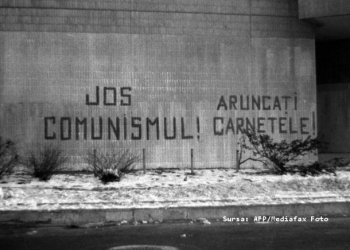 JOS
COMUNISMUL!
ARUNCAȚI
CARNETELE!
Sursa: AFP/Mediafax Foto